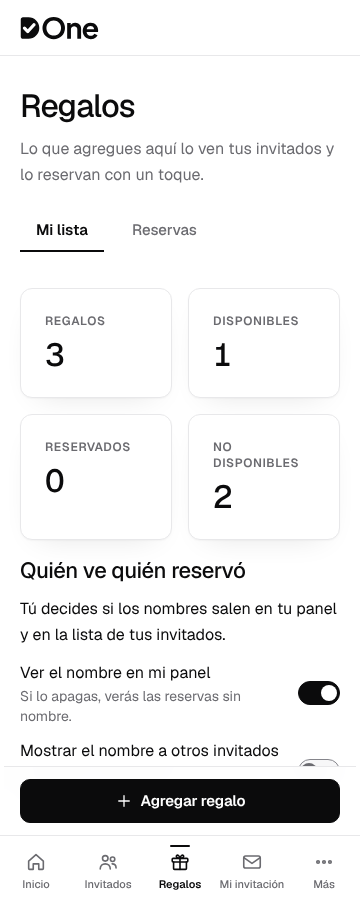 One
Regalos
Lo que agregues aquí lo ven tus invitados y
lo reservan con un toque.
Mi lista
Reservas
REGALOS
3
DISPONIBLES
1
RESERVADOS
0
NO
DISPONIBLES
2
Quién ve quién reservó
Tú decides si los nombres salen en tu panel
y en la lista de tus invitados.
Ver el nombre en mi panel
Si lo apagas, verás las reservas sin
nombre.
Mostrar el nombre a otros invitados
Agregar regalo
Inicio
Invitados
Regalos
Mi invitación
Más